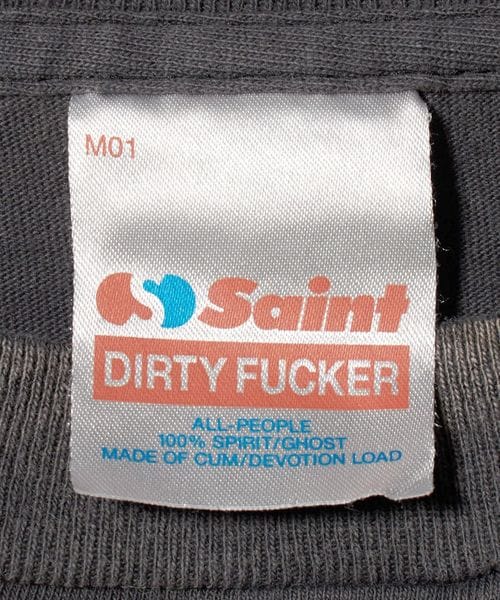 M01
Saint
DIRTY FUCKER
ALL-PEOPLE
100% SPIRIT/GHOST
MADE OF CUM/DEVOTION LOAD